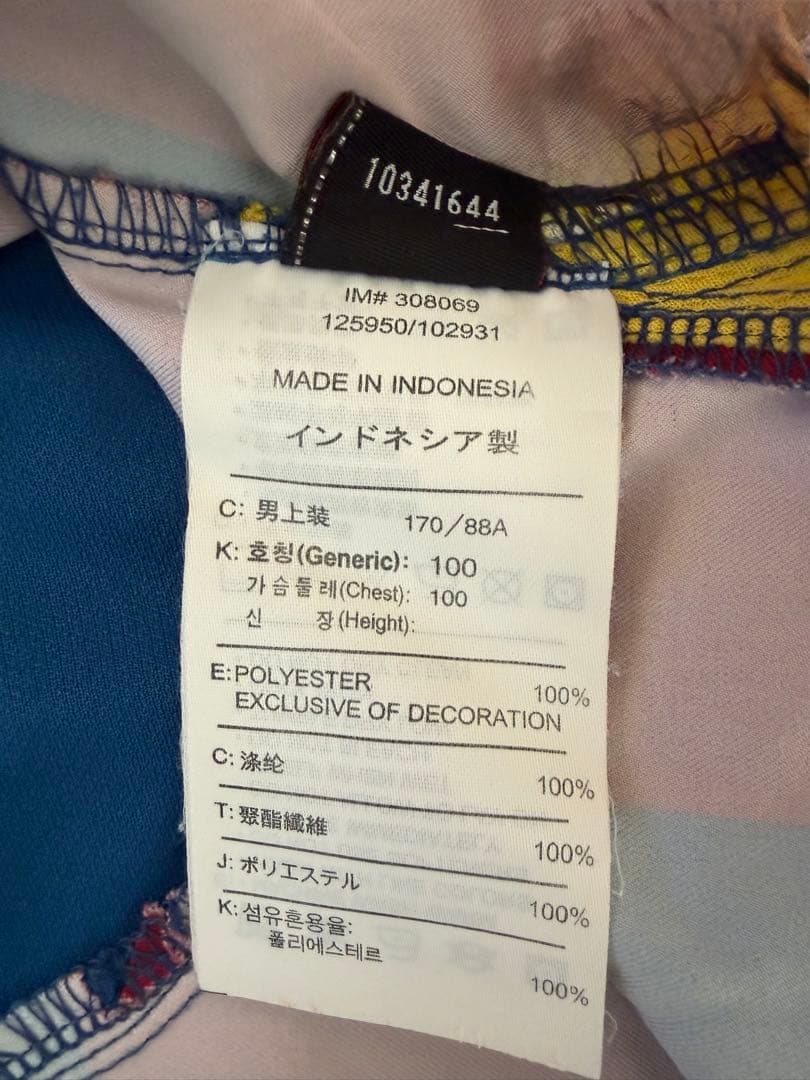 10341644
IM# 308069
125950/102931
MADE IN INDONESIA
インドネシア製
C: 男上装 170/88A
K: 호칭(Generic): 100
가슴둘레(Chest): 100
신 장(Height):
E:POLYESTER 100%
EXCLUSIVE OF DECORATION
C: 涤纶 100%
T: 聚酯纖維 100%
J: ポリエステル 100%
K: 섬유혼용율:
폴리에스테르 100%